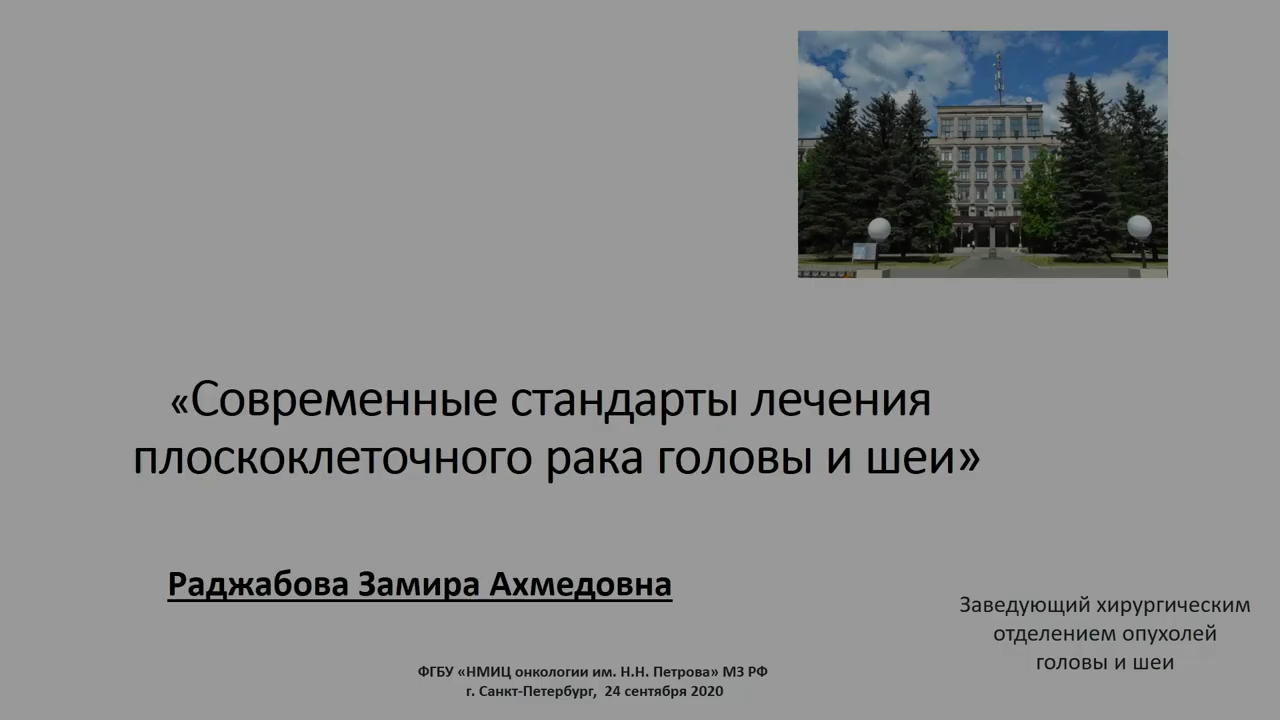 «Современные стандарты лечения
плоскоклеточного рака головы и шеи»
Раджабова Замира Ахмедовна
Заведующий хирургическим
отделением опухолей
головы и шеи
ФГБУ «НМИЦ онкологии им. Н.Н. Петрова» МЗ РФ
г. Санкт-Петербург, 24 сентября 2020